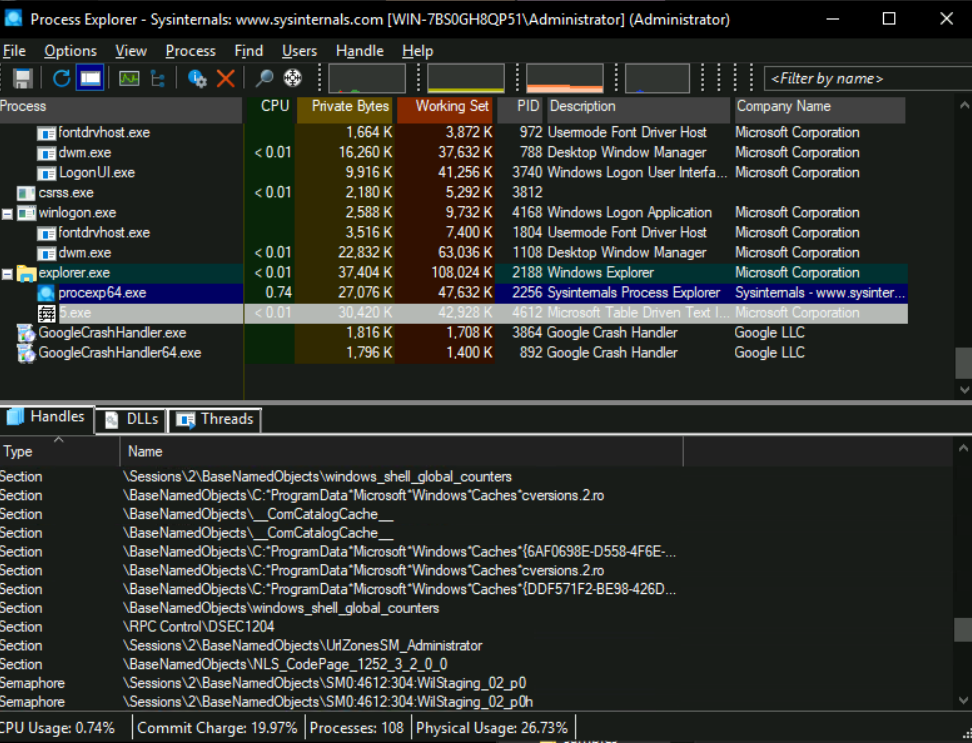 Process Explorer - Sysinternals: www.sysinternals.com [WIN-7BS0GH8QP51\Administrator] (Administrator)
File Options View Process Find Users Handle Help
<Filter by name>
Process CPU Private Bytes Working Set PID Description Company Name
fontdrvhost.exe 1,664 K 3,872 K 972 Usermode Font Driver Host Microsoft Corporation
dwm.exe < 0.01 16,260 K 37,632 K 788 Desktop Window Manager Microsoft Corporation
LogonUI.exe 9,916 K 41,256 K 3740 Windows Logon User Interfa... Microsoft Corporation
csrss.exe < 0.01 2,180 K 5,292 K 3812
winlogon.exe 2,588 K 9,732 K 4168 Windows Logon Application Microsoft Corporation
fontdrvhost.exe 3,516 K 7,400 K 1804 Usermode Font Driver Host Microsoft Corporation
dwm.exe < 0.01 22,832 K 63,036 K 1108 Desktop Window Manager Microsoft Corporation
explorer.exe < 0.01 37,404 K 108,024 K 2188 Windows Explorer Microsoft Corporation
procexp64.exe 0.74 27,076 K 47,632 K 2256 Sysinternals Process Explorer Sysinternals - www.sysinter...
5.exe < 0.01 30,420 K 42,928 K 4612 Microsoft Table Driven Text I... Microsoft Corporation
GoogleCrashHandler.exe 1,816 K 1,708 K 3864 Google Crash Handler Google LLC
GoogleCrashHandler64.exe 1,796 K 1,400 K 892 Google Crash Handler Google LLC
Handles DLLs Threads
Type Name
Section \Sessions\2\BaseNamedObjects\windows_shell_global_counters
Section \BaseNamedObjects\C:*ProgramData*Microsoft*Windows*Caches*cversions.2.ro
Section \BaseNamedObjects\__ComCatalogCache__
Section \BaseNamedObjects\__ComCatalogCache__
Section \BaseNamedObjects\C:*ProgramData*Microsoft*Windows*Caches*{6AF0698E-D558-4F6E-...
Section \BaseNamedObjects\C:*ProgramData*Microsoft*Windows*Caches*cversions.2.ro
Section \BaseNamedObjects\C:*ProgramData*Microsoft*Windows*Caches*{DDF571F2-BE98-426D...
Section \BaseNamedObjects\windows_shell_global_counters
Section \RPC Control\DSEC1204
Section \Sessions\2\BaseNamedObjects\UrlZonesSM_Administrator
Section \BaseNamedObjects\NLS_CodePage_1252_3_2_0_0
Semaphore \Sessions\2\BaseNamedObjects\SM0:4612:304:WilStaging_02_p0
Semaphore \Sessions\2\BaseNamedObjects\SM0:4612:304:WilStaging_02_p0h
CPU Usage: 0.74% Commit Charge: 19.97% Processes: 108 Physical Usage: 26.73%